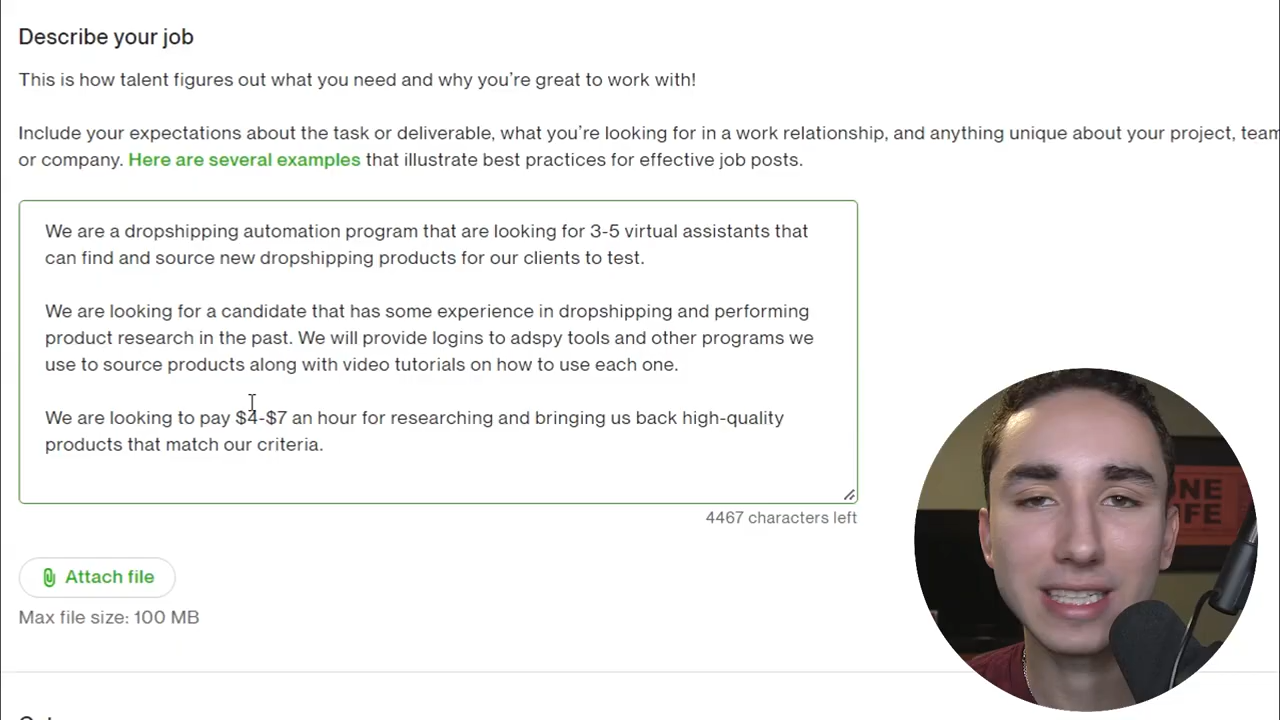 Describe your job
This is how talent figures out what you need and why you're great to work with!
Include your expectations about the task or deliverable, what you're looking for in a work relationship, and anything unique about your project, team
or company. Here are several examples that illustrate best practices for effective job posts.
We are a dropshipping automation program that are looking for 3-5 virtual assistants that
can find and source new dropshipping products for our clients to test.
We are looking for a candidate that has some experience in dropshipping and performing
product research in the past. We will provide logins to adspy tools and other programs we
use to source products along with video tutorials on how to use each one.
We are looking to pay $4-$7 an hour for researching and bringing us back high-quality
products that match our criteria.
4467 characters left
Attach file
Max file size: 100 MB